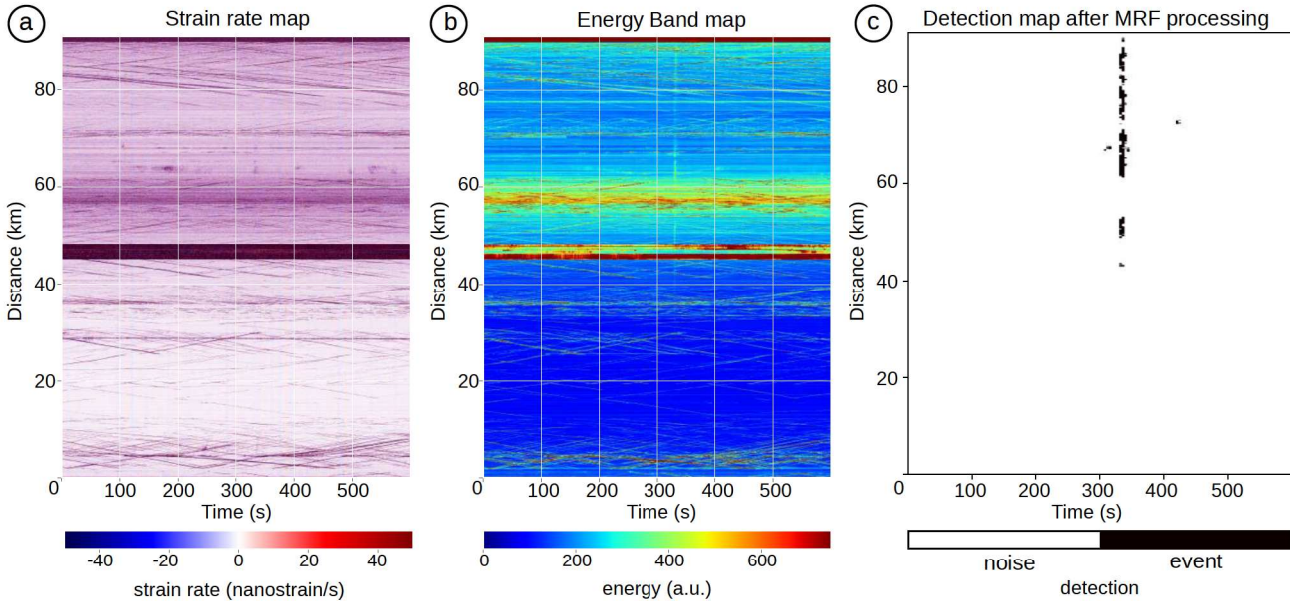 a
Strain rate map
Distance (km)
80
60
40
20
0
100
200
300
400
500
Time (s)
-40
-20
0
20
40
strain rate (nanostrain/s)
b
Energy Band map
Distance (km)
80
60
40
20
0
100
200
300
400
500
Time (s)
0
200
400
600
energy (a.u.)
c
Detection map after MRF processing
Distance (km)
80
60
40
20
0
100
200
300
400
500
Time (s)
noise
event
detection